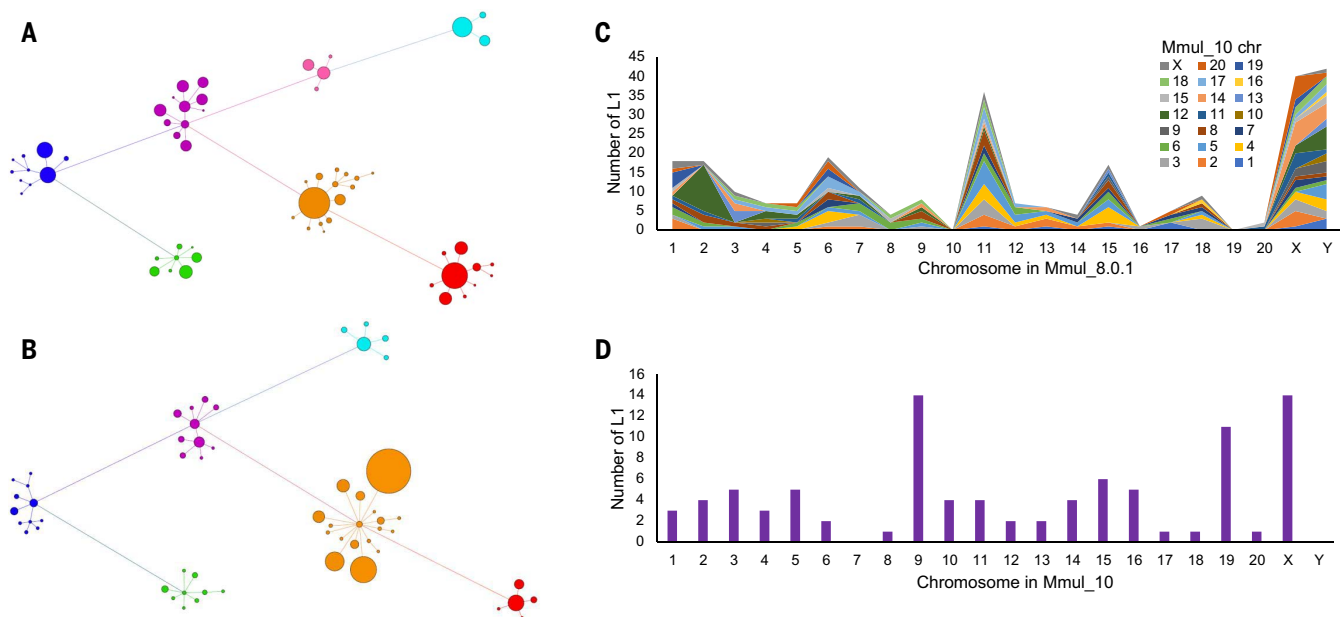 A
B
C
Mmul_10 chr
X 20 19
18 17 16
15 14 13
12 11 10
9 8 7
6 5 4
3 2 1
Number of L1
45
40
35
30
25
20
15
10
5
0
1 2 3 4 5 6 7 8 9 10 11 12 13 14 15 16 17 18 19 20 X Y
Chromosome in Mmul_8.0.1
D
Number of L1
16
14
12
10
8
6
4
2
0
1 2 3 4 5 6 7 8 9 10 11 12 13 14 15 16 17 18 19 20 X Y
Chromosome in Mmul_10